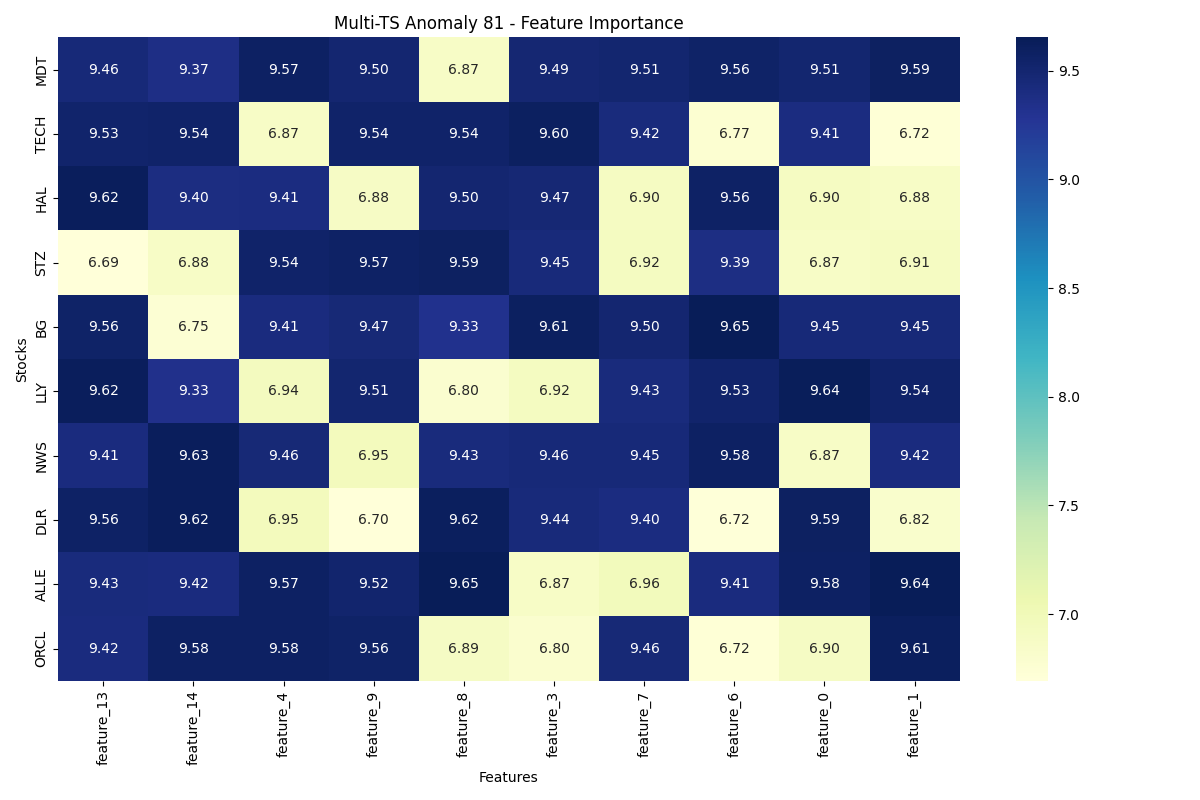 Multi-TS Anomaly 81 - Feature Importance
Stocks
MDT 9.46 9.37 9.57 9.50 6.87 9.49 9.51 9.56 9.51 9.59
TECH 9.53 9.54 6.87 9.54 9.54 9.60 9.42 6.77 9.41 6.72
HAL 9.62 9.40 9.41 6.88 9.50 9.47 6.90 9.56 6.90 6.88
STZ 6.69 6.88 9.54 9.57 9.59 9.45 6.92 9.39 6.87 6.91
BG 9.56 6.75 9.41 9.47 9.33 9.61 9.50 9.65 9.45 9.45
LLY 9.62 9.33 6.94 9.51 6.80 6.92 9.43 9.53 9.64 9.54
NWS 9.41 9.63 9.46 6.95 9.43 9.46 9.45 9.58 6.87 9.42
DLR 9.56 9.62 6.95 6.70 9.62 9.44 9.40 6.72 9.59 6.82
ALLE 9.43 9.42 9.57 9.52 9.65 6.87 6.96 9.41 9.58 9.64
ORCL 9.42 9.58 9.58 9.56 6.89 6.80 9.46 6.72 6.90 9.61
feature_13 feature_14 feature_4 feature_9 feature_8 feature_3 feature_7 feature_6 feature_0 feature_1
Features
9.5
9.0
8.5
8.0
7.5
7.0